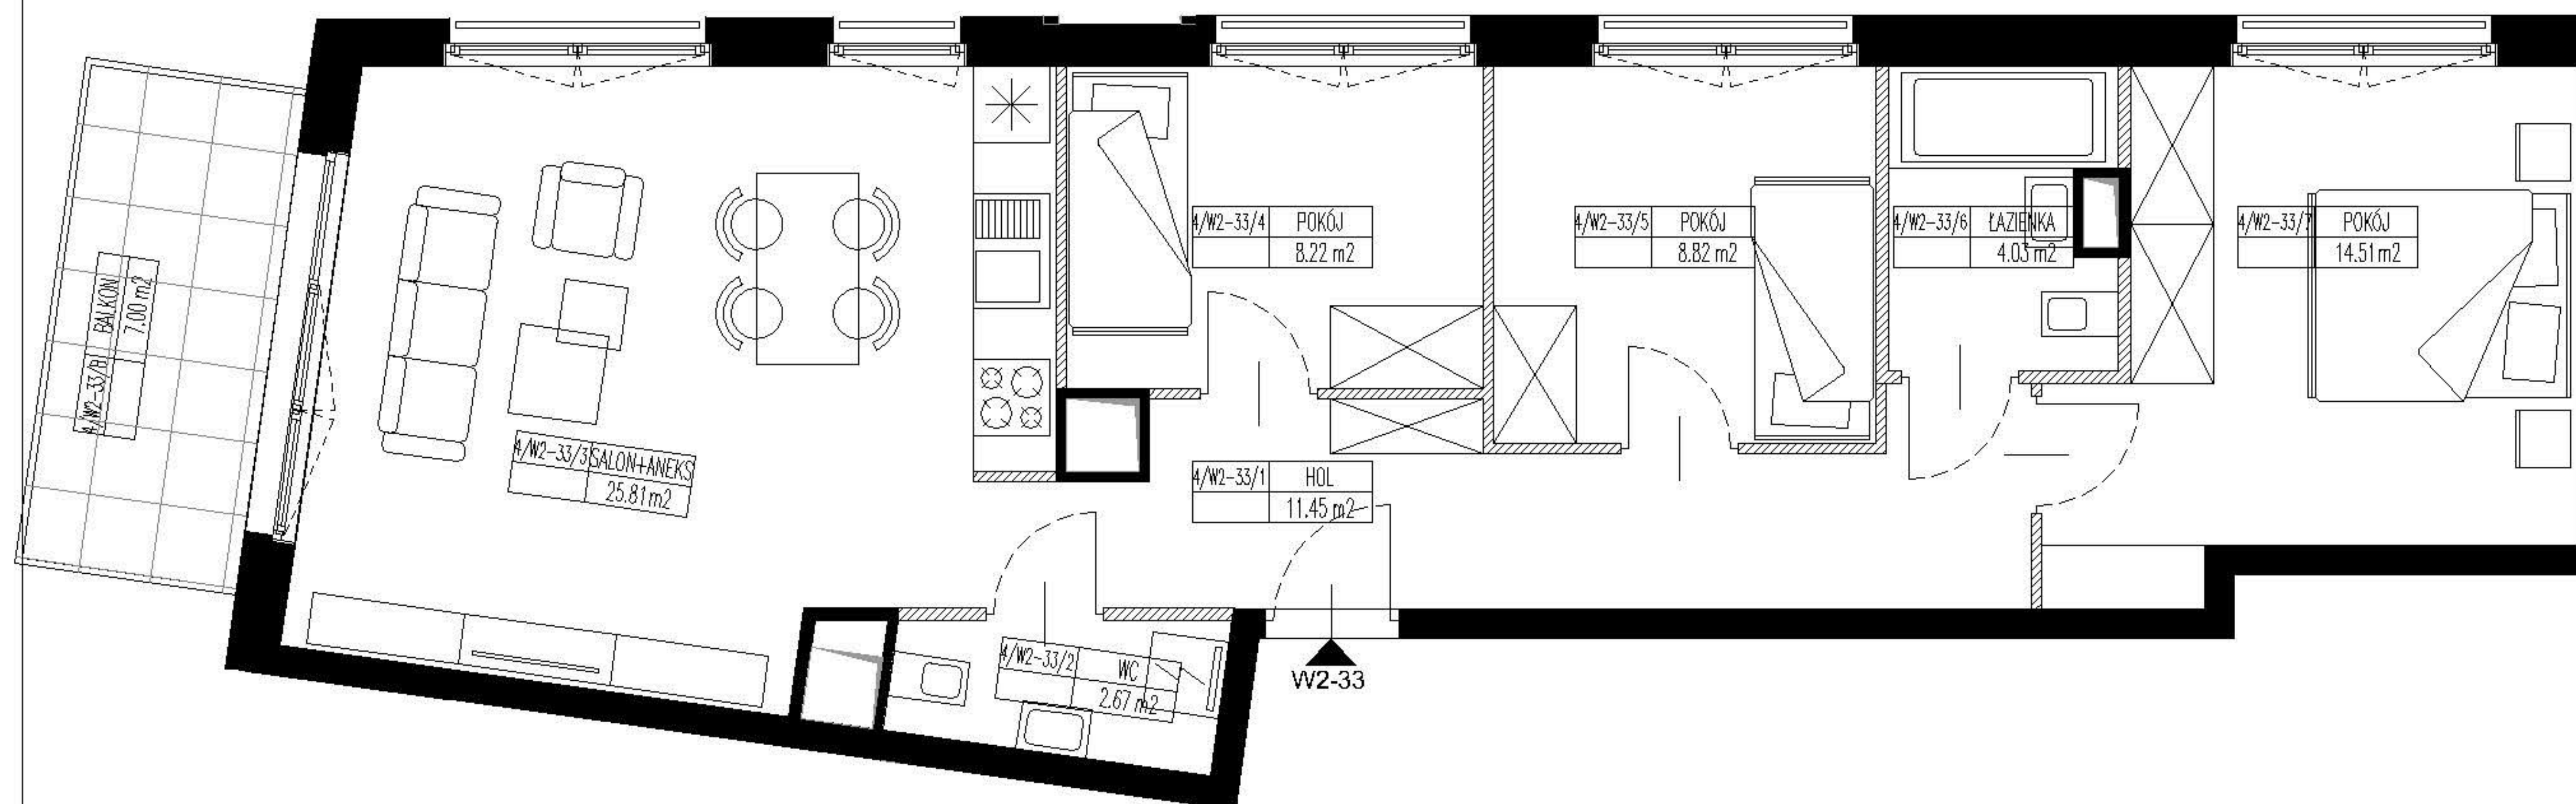 4/W2-33/B1 BALKON
7.00 m2
4/W2-33/3 SALON+ANEKS
25.81 m2
4/W2-33/4 POKÓJ
8.22 m2
4/W2-33/5 POKÓJ
8.82 m2
4/W2-33/6 ŁAZIENKA
4.03 m2
4/W2-33/7 POKÓJ
14.51 m2
4/W2-33/1 HOL
11.45 m2
4/W2-33/2 WC
2.67 m2
W2-33